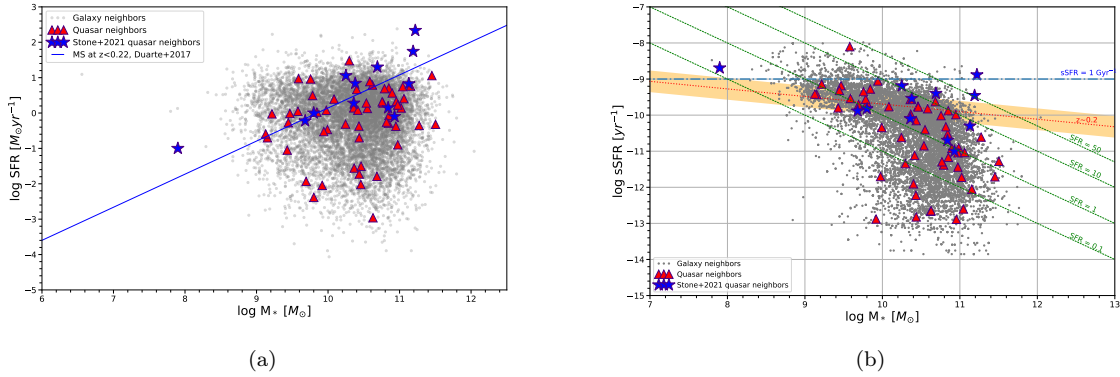 3
2
1
0
−1
−2
−3
−4
−5
6
7
8
9
10
11
12
log SFR [M⊙yr⁻¹]
log M* [M⊙]
Galaxy neighbors
Quasar neighbors
Stone+2021 quasar neighbors
MS at z<0.22, Duarte+2017
(a)
−7
−8
−9
−10
−11
−12
−13
−14
−15
7
8
9
10
11
12
13
log sSFR [yr⁻¹]
log M* [M⊙]
sSFR = 1 Gyr⁻¹
z~0.2
SFR = 50
SFR = 10
SFR = 1
SFR = 0.1
Galaxy neighbors
Quasar neighbors
Stone+2021 quasar neighbors
(b)